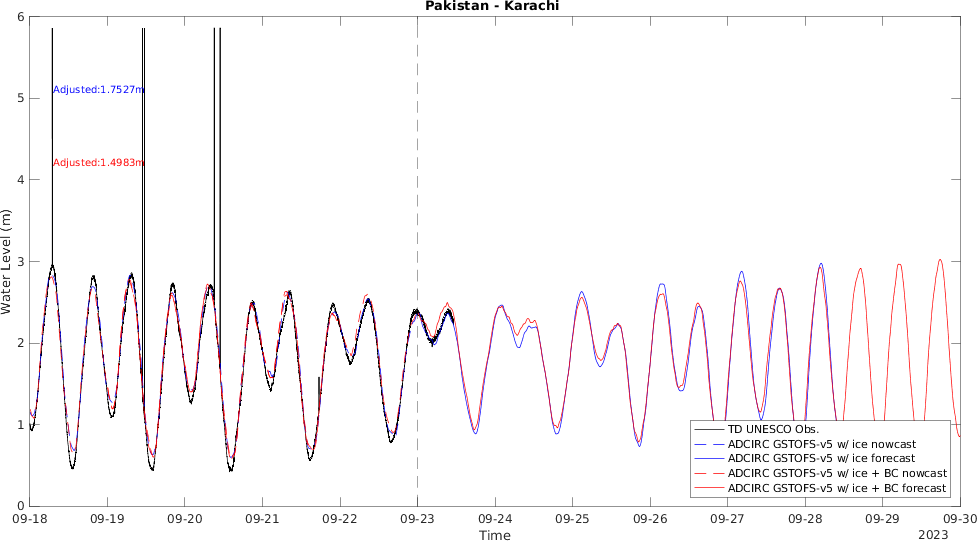 Pakistan - Karachi
6
5
4
3
2
1
0
Water Level (m)
Adjusted:1.7527m
Adjusted:1.4983m
TD UNESCO Obs.
ADCIRC GSTOFS-v5 w/ ice nowcast
ADCIRC GSTOFS-v5 w/ ice forecast
ADCIRC GSTOFS-v5 w/ ice + BC nowcast
ADCIRC GSTOFS-v5 w/ ice + BC forecast
09-18 09-19 09-20 09-21 09-22 09-23 09-24 09-25 09-26 09-27 09-28 09-29 09-30
Time
2023